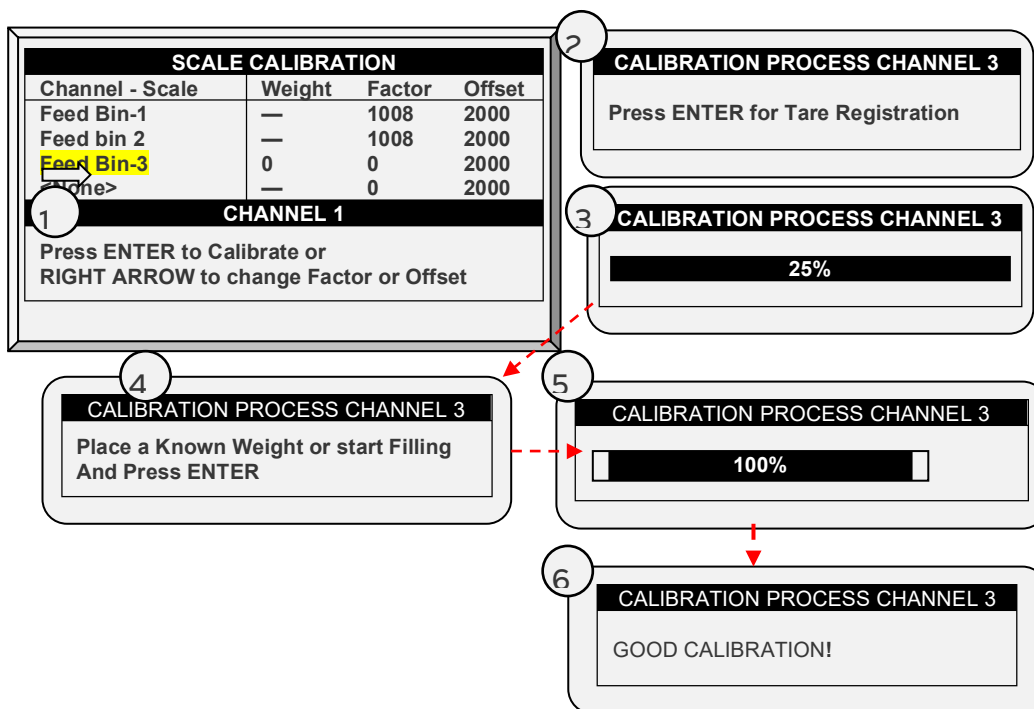 SCALE CALIBRATION
Channel - Scale Weight Factor Offset
Feed Bin-1 — 1008 2000
Feed bin 2 — 1008 2000
Feed Bin-3 0 0 2000
<None> — 0 2000
1
CHANNEL 1
Press ENTER to Calibrate or
RIGHT ARROW to change Factor or Offset
2
CALIBRATION PROCESS CHANNEL 3
Press ENTER for Tare Registration
3
CALIBRATION PROCESS CHANNEL 3
25%
4
CALIBRATION PROCESS CHANNEL 3
Place a Known Weight or start Filling
And Press ENTER
5
CALIBRATION PROCESS CHANNEL 3
100%
6
CALIBRATION PROCESS CHANNEL 3
GOOD CALIBRATION!